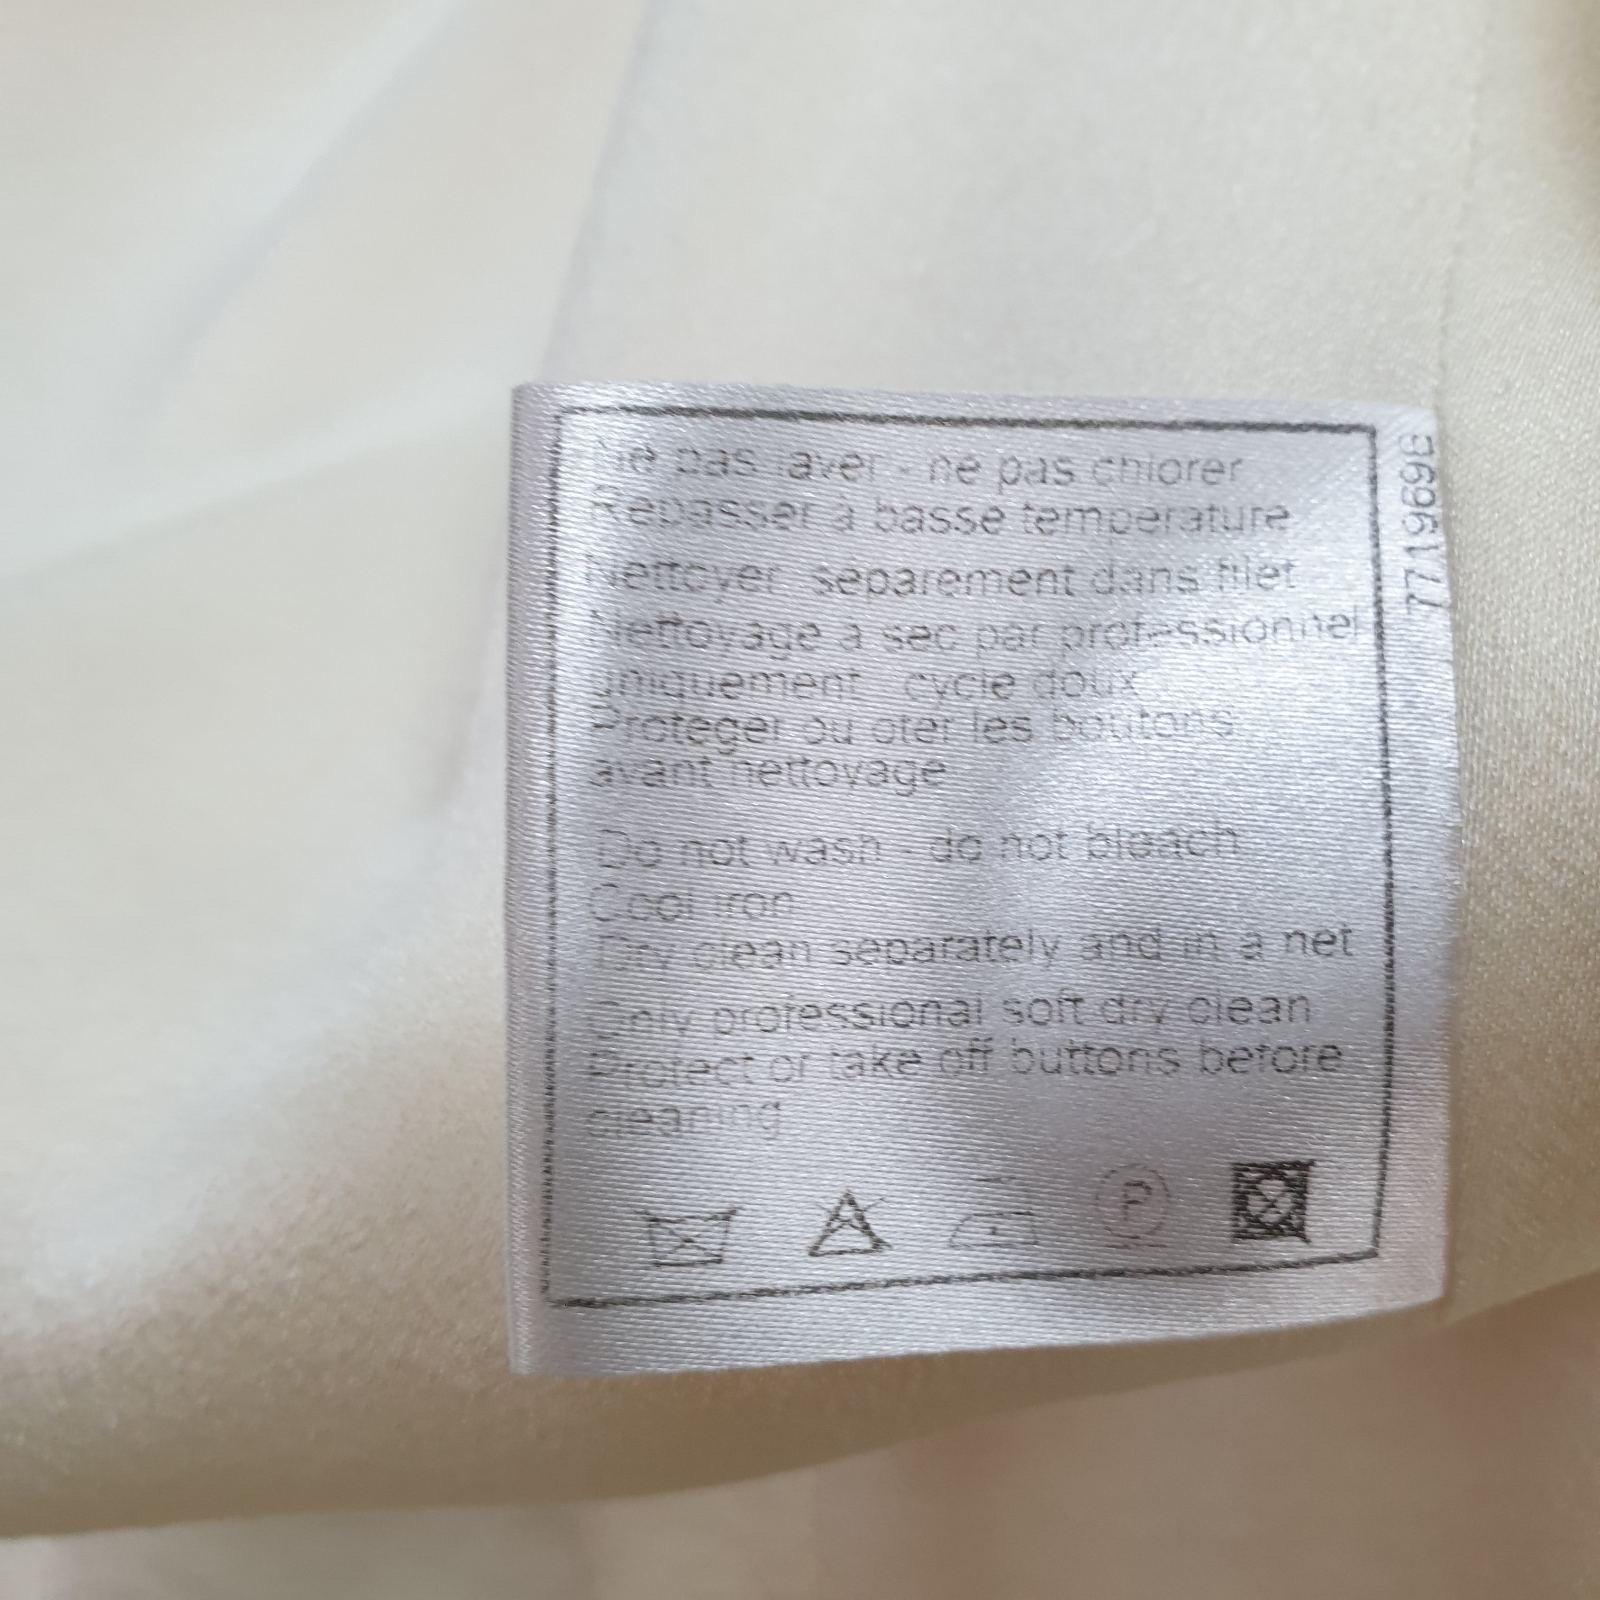 Ne pas laver - ne pas chlorer
Repasser à basse température
Nettoyer séparement dans filet
Nettoyage à sec par professionnel
uniquement cycle doux
Protéger ou oter les boutons
avant nettoyage
Do not wash - do not bleach
Cool iron
Dry clean separately and in a net
Only professional soft dry clean
Protect or take off buttons before
cleaning
P